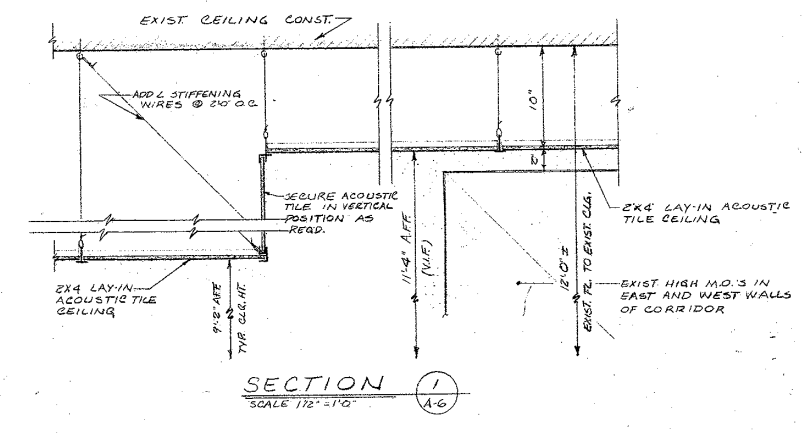 EXIST. CEILING CONST.
ADD'L STIFFENING
WIRES @ 2'0" O.C.
10"
2"
SECURE ACOUSTIC
TILE IN VERTICAL
POSITION AS
REQD.
2'X4' LAY-IN ACOUSTIC
TILE CEILING
2X4 LAY-IN
ACOUSTIC TILE
CEILING
9'-2" AFF
TYP. CLG. HT.
11'-4" A.F.F.
(V.I.F.)
12'-0" ±
EXIST. FL. TO EXIST. CLG.
EXIST HIGH M.O.'S IN
EAST AND WEST WALLS
OF CORRIDOR
SECTION
SCALE 1 1/2" = 1'-0"
1
A-6